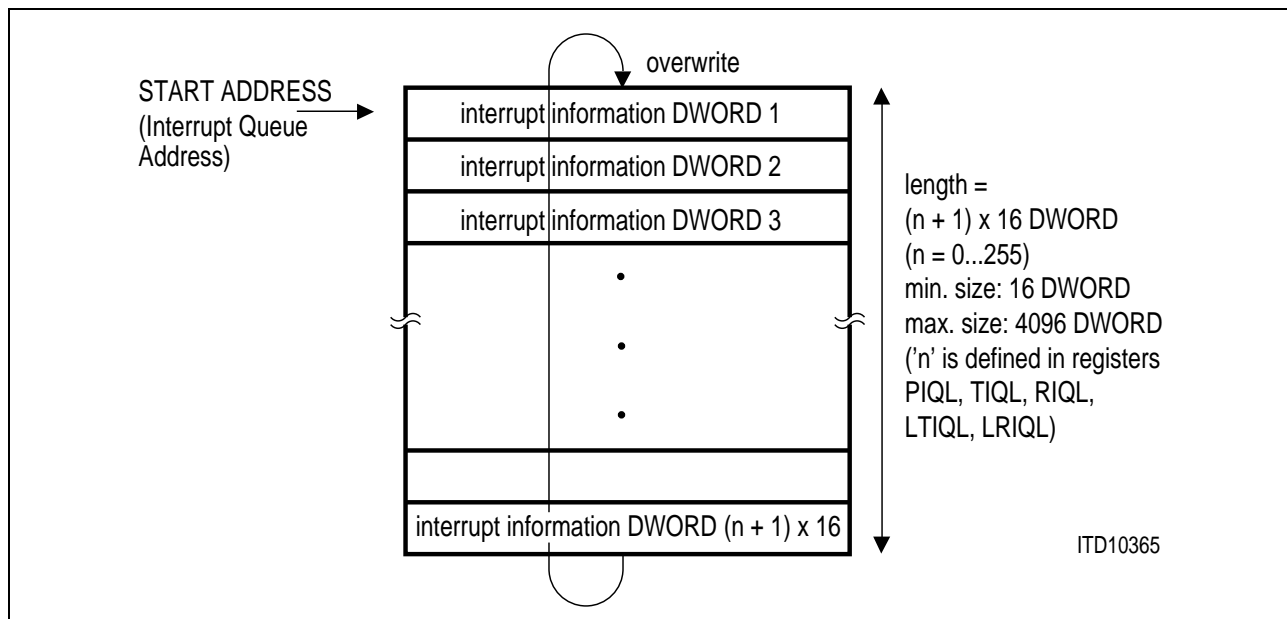 overwrite
START ADDRESS
(Interrupt Queue
Address)
interrupt information DWORD 1
interrupt information DWORD 2
interrupt information DWORD 3
length =
(n + 1) x 16 DWORD
(n = 0...255)
min. size: 16 DWORD
max. size: 4096 DWORD
('n' is defined in registers
PIQL, TIQL, RIQL,
LTIQL, LRIQL)
interrupt information DWORD (n + 1) x 16
ITD10365